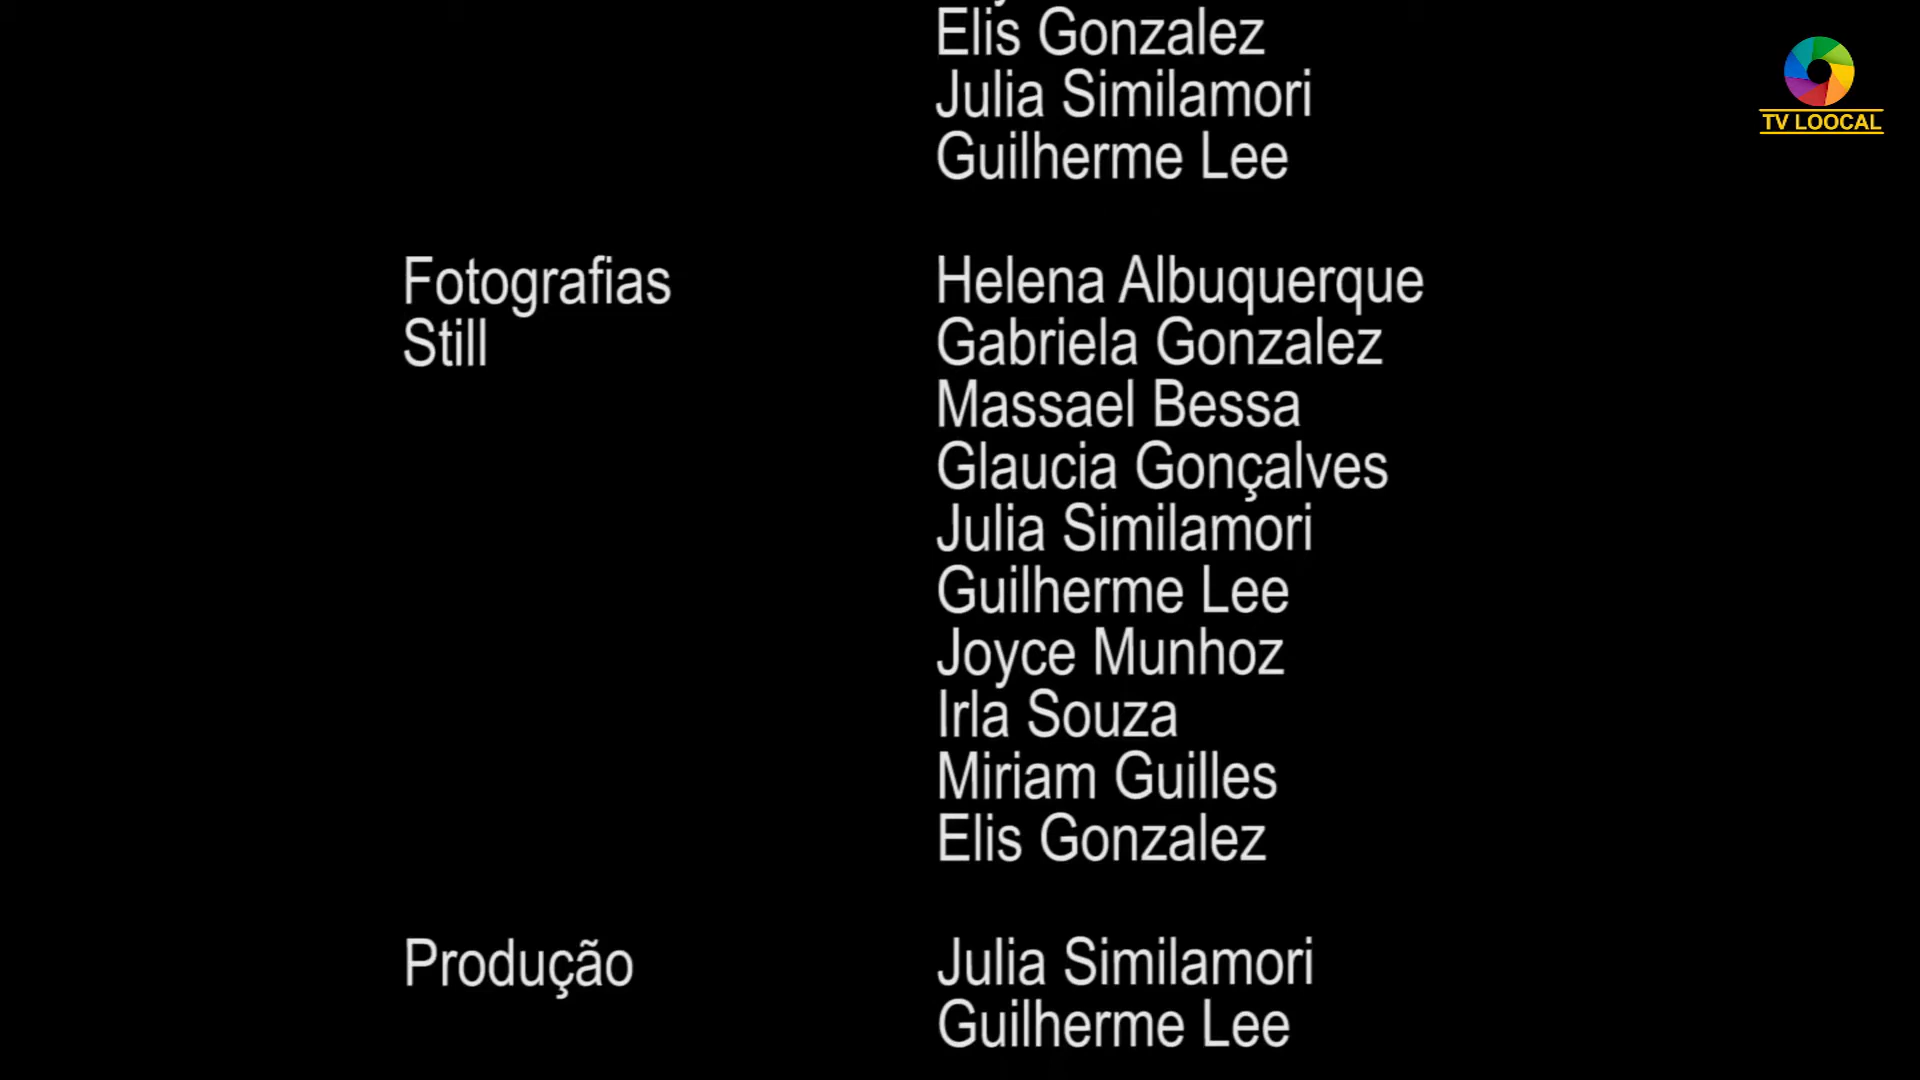 Elis Gonzalez
Julia Similamori
Guilherme Lee
TV LOOCAL
Fotografias Helena Albuquerque
Still Gabriela Gonzalez
Massael Bessa
Glaucia Gonçalves
Julia Similamori
Guilherme Lee
Joyce Munhoz
Irla Souza
Miriam Guilles
Elis Gonzalez
Produção Julia Similamori
Guilherme Lee